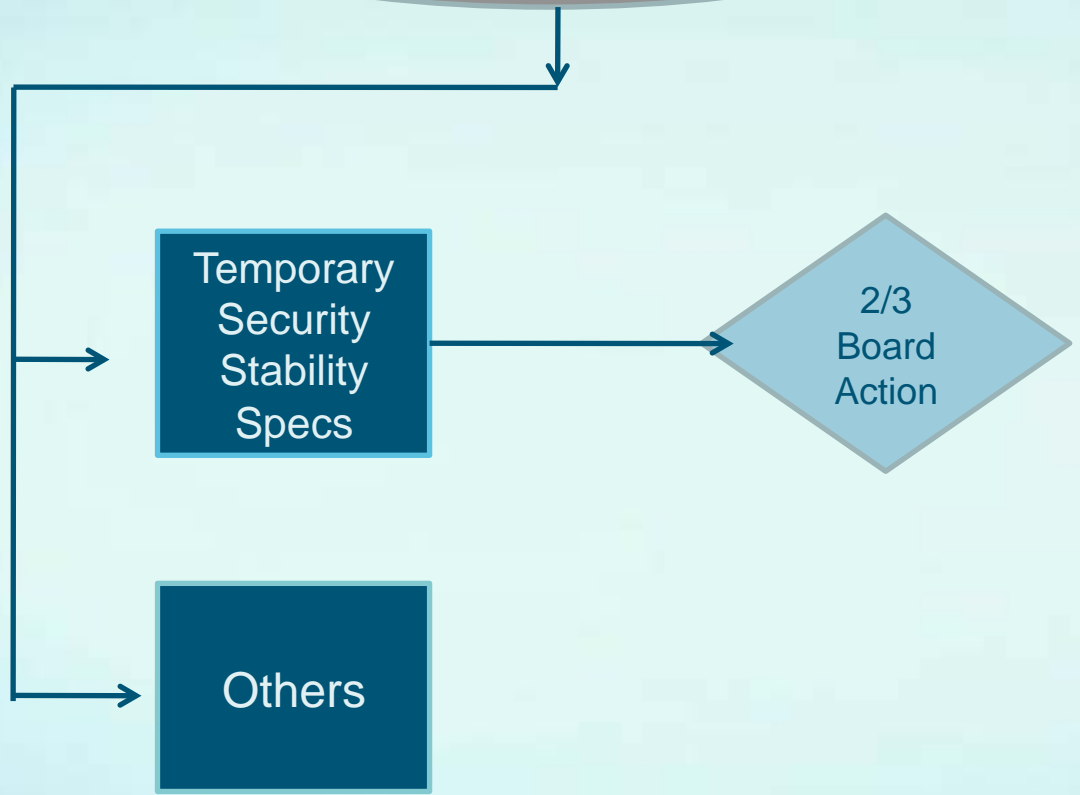 Temporary
Security
Stability
Specs
2/3
Board
Action
Others